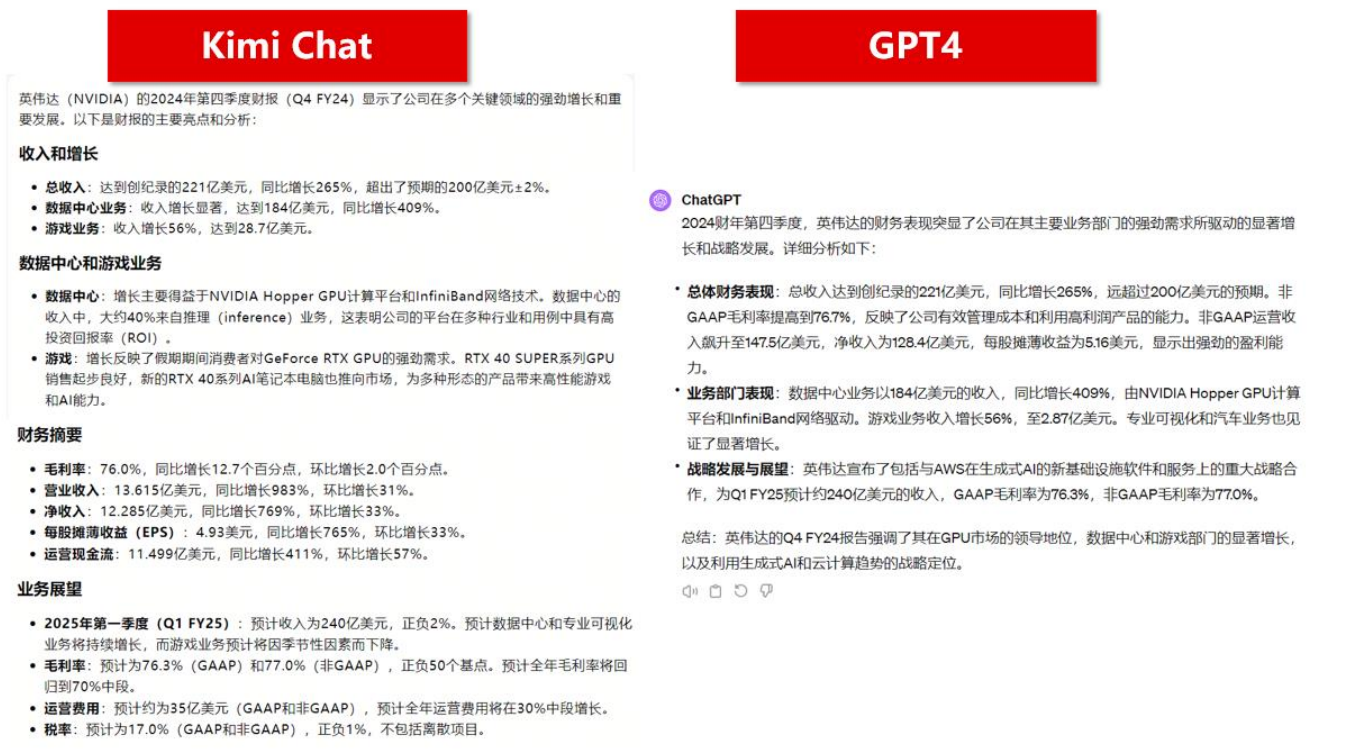 Kimi Chat
英伟达（NVIDIA）的2024年第四季度财报（Q4 FY24）显示了公司在多个关键领域的强劲增长和重
要发展。以下是财报的主要亮点和分析：
收入和增长
• 总收入：达到创纪录的221亿美元，同比增长265%，超出了预期的200亿美元±2%。
• 数据中心业务：收入增长显著，达到184亿美元，同比增长409%。
• 游戏业务：收入增长56%，达到28.7亿美元。
数据中心和游戏业务
• 数据中心：增长主要得益于NVIDIA Hopper GPU计算平台和InfiniBand网络技术。数据中心的
收入中，大约40%来自推理（inference）业务，这表明公司的平台在多种行业和用例中具有高
投资回报率（ROI）。
• 游戏：增长反映了假期期间消费者对GeForce RTX GPU的强劲需求。RTX 40 SUPER系列GPU
销售起步良好，新的RTX 40系列AI笔记本电脑也推向市场，为多种形态的产品带来高性能游戏
和AI能力。
财务摘要
• 毛利率：76.0%，同比增长12.7个百分点，环比增长2.0个百分点。
• 营业收入：13.615亿美元，同比增长983%，环比增长31%。
• 净收入：12.285亿美元，同比增长769%，环比增长33%。
• 每股摊薄收益（EPS）：4.93美元，同比增长765%，环比增长33%。
• 运营现金流：11.499亿美元，同比增长411%，环比增长57%。
业务展望
• 2025年第一季度（Q1 FY25）：预计收入为240亿美元，正负2%。预计数据中心和专业可视化
业务将持续增长，而游戏业务预计将因季节性因素而下降。
• 毛利率：预计为76.3%（GAAP）和77.0%（非GAAP），正负50个基点。预计全年毛利率将回
归到70%中段。
• 运营费用：预计约为35亿美元（GAAP和非GAAP），预计全年运营费用将在30%中段增长。
• 税率：预计为17.0%（GAAP和非GAAP），正负1%，不包括离散项目。
GPT4
ChatGPT
2024财年第四季度，英伟达的财务表现突显了公司在其主要业务部门的强劲需求所驱动的显著增
长和战略发展。详细分析如下：
• 总体财务表现：总收入达到创纪录的221亿美元，同比增长265%，远超过200亿美元的预期。非
GAAP毛利率提高到76.7%，反映了公司有效管理成本和利用高利润产品的能力。非GAAP运营收
入飙升至147.5亿美元，净收入为128.4亿美元，每股摊薄收益为5.16美元，显示出强劲的盈利能
力。
• 业务部门表现：数据中心业务以184亿美元的收入，同比增长409%，由NVIDIA Hopper GPU计算
平台和InfiniBand网络驱动。游戏业务收入增长56%，至2.87亿美元。专业可视化和汽车业务也见
证了显著增长。
• 战略发展与展望：英伟达宣布了包括与AWS在生成式AI的新基础设施软件和服务上的重大战略合
作，为Q1 FY25预计约240亿美元的收入，GAAP毛利率为76.3%，非GAAP毛利率为77.0%。
总结：英伟达的Q4 FY24报告强调了其在GPU市场的领导地位，数据中心和游戏部门的显著增长，
以及利用生成式AI和云计算趋势的战略定位。